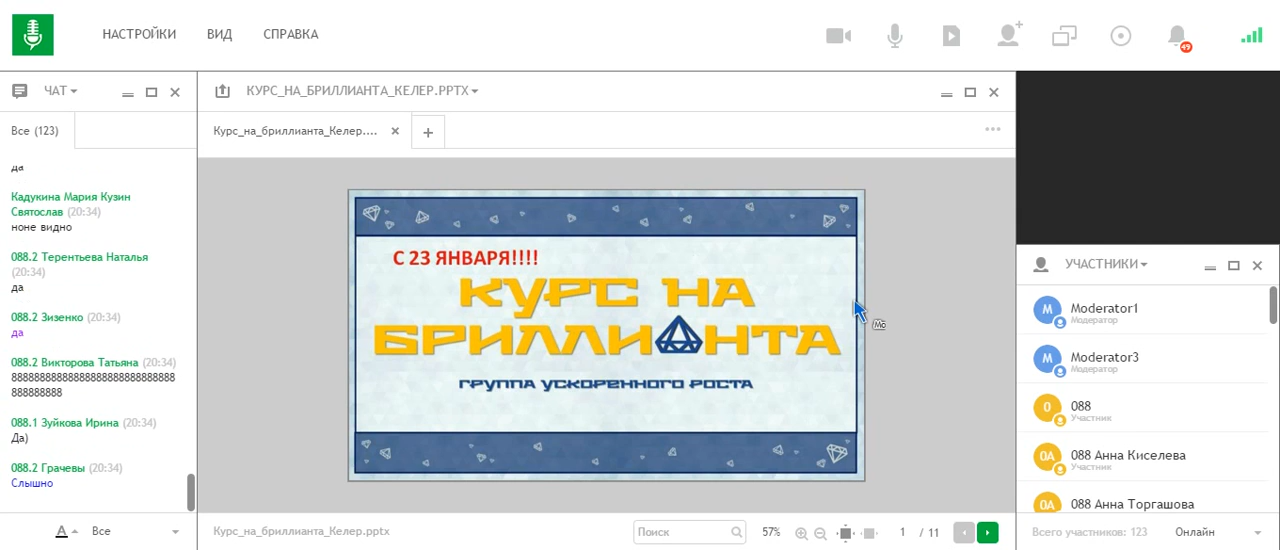 НАСТРОЙКИ ВИД СПРАВКА
49
ЧАТ
Все (123)
да
Кадукина Мария Кузин
Святослав (20:34)
ноне видно
088.2 Терентьева Наталья
(20:34)
да
088.2 Зизенко (20:34)
да
088.2 Викторова Татьяна (20:34)
088.1 Зуйкова Ирина (20:34)
Да)
088.2 Грачевы (20:34)
Слышно
А Все
КУРС_НА_БРИЛЛИАНТА_КЕЛЕР.PPTX
Курс_на_бриллианта_Келер....
С 23 ЯНВАРЯ!!!!
КУРС НА
БРИЛЛИАНТА
ГРУППА УСКОРЕННОГО РОСТА
Mo
Курс_на_бриллианта_Келер.pptx
Поиск
57%
1 / 11
УЧАСТНИКИ
M Moderator1
Модератор
M Moderator3
Модератор
0 088
Участник
0A 088 Анна Киселева
Участник
0A 088 Анна Торгашова
Всего участников: 123 Онлайн